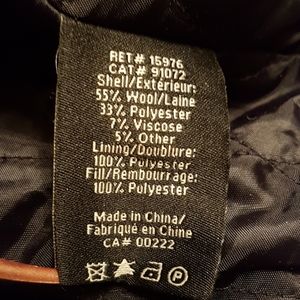 RET# 15976
CAT# 91072
Shell/Extérieur:
55% Wool/Laine
33% Polyester
7% Viscose
5% Other
Lining/Doublure:
100% Polyester
Fill/Rembourrage:
100% Polyester
Made in China/
Fabriqué en Chine
CA# 00222
P